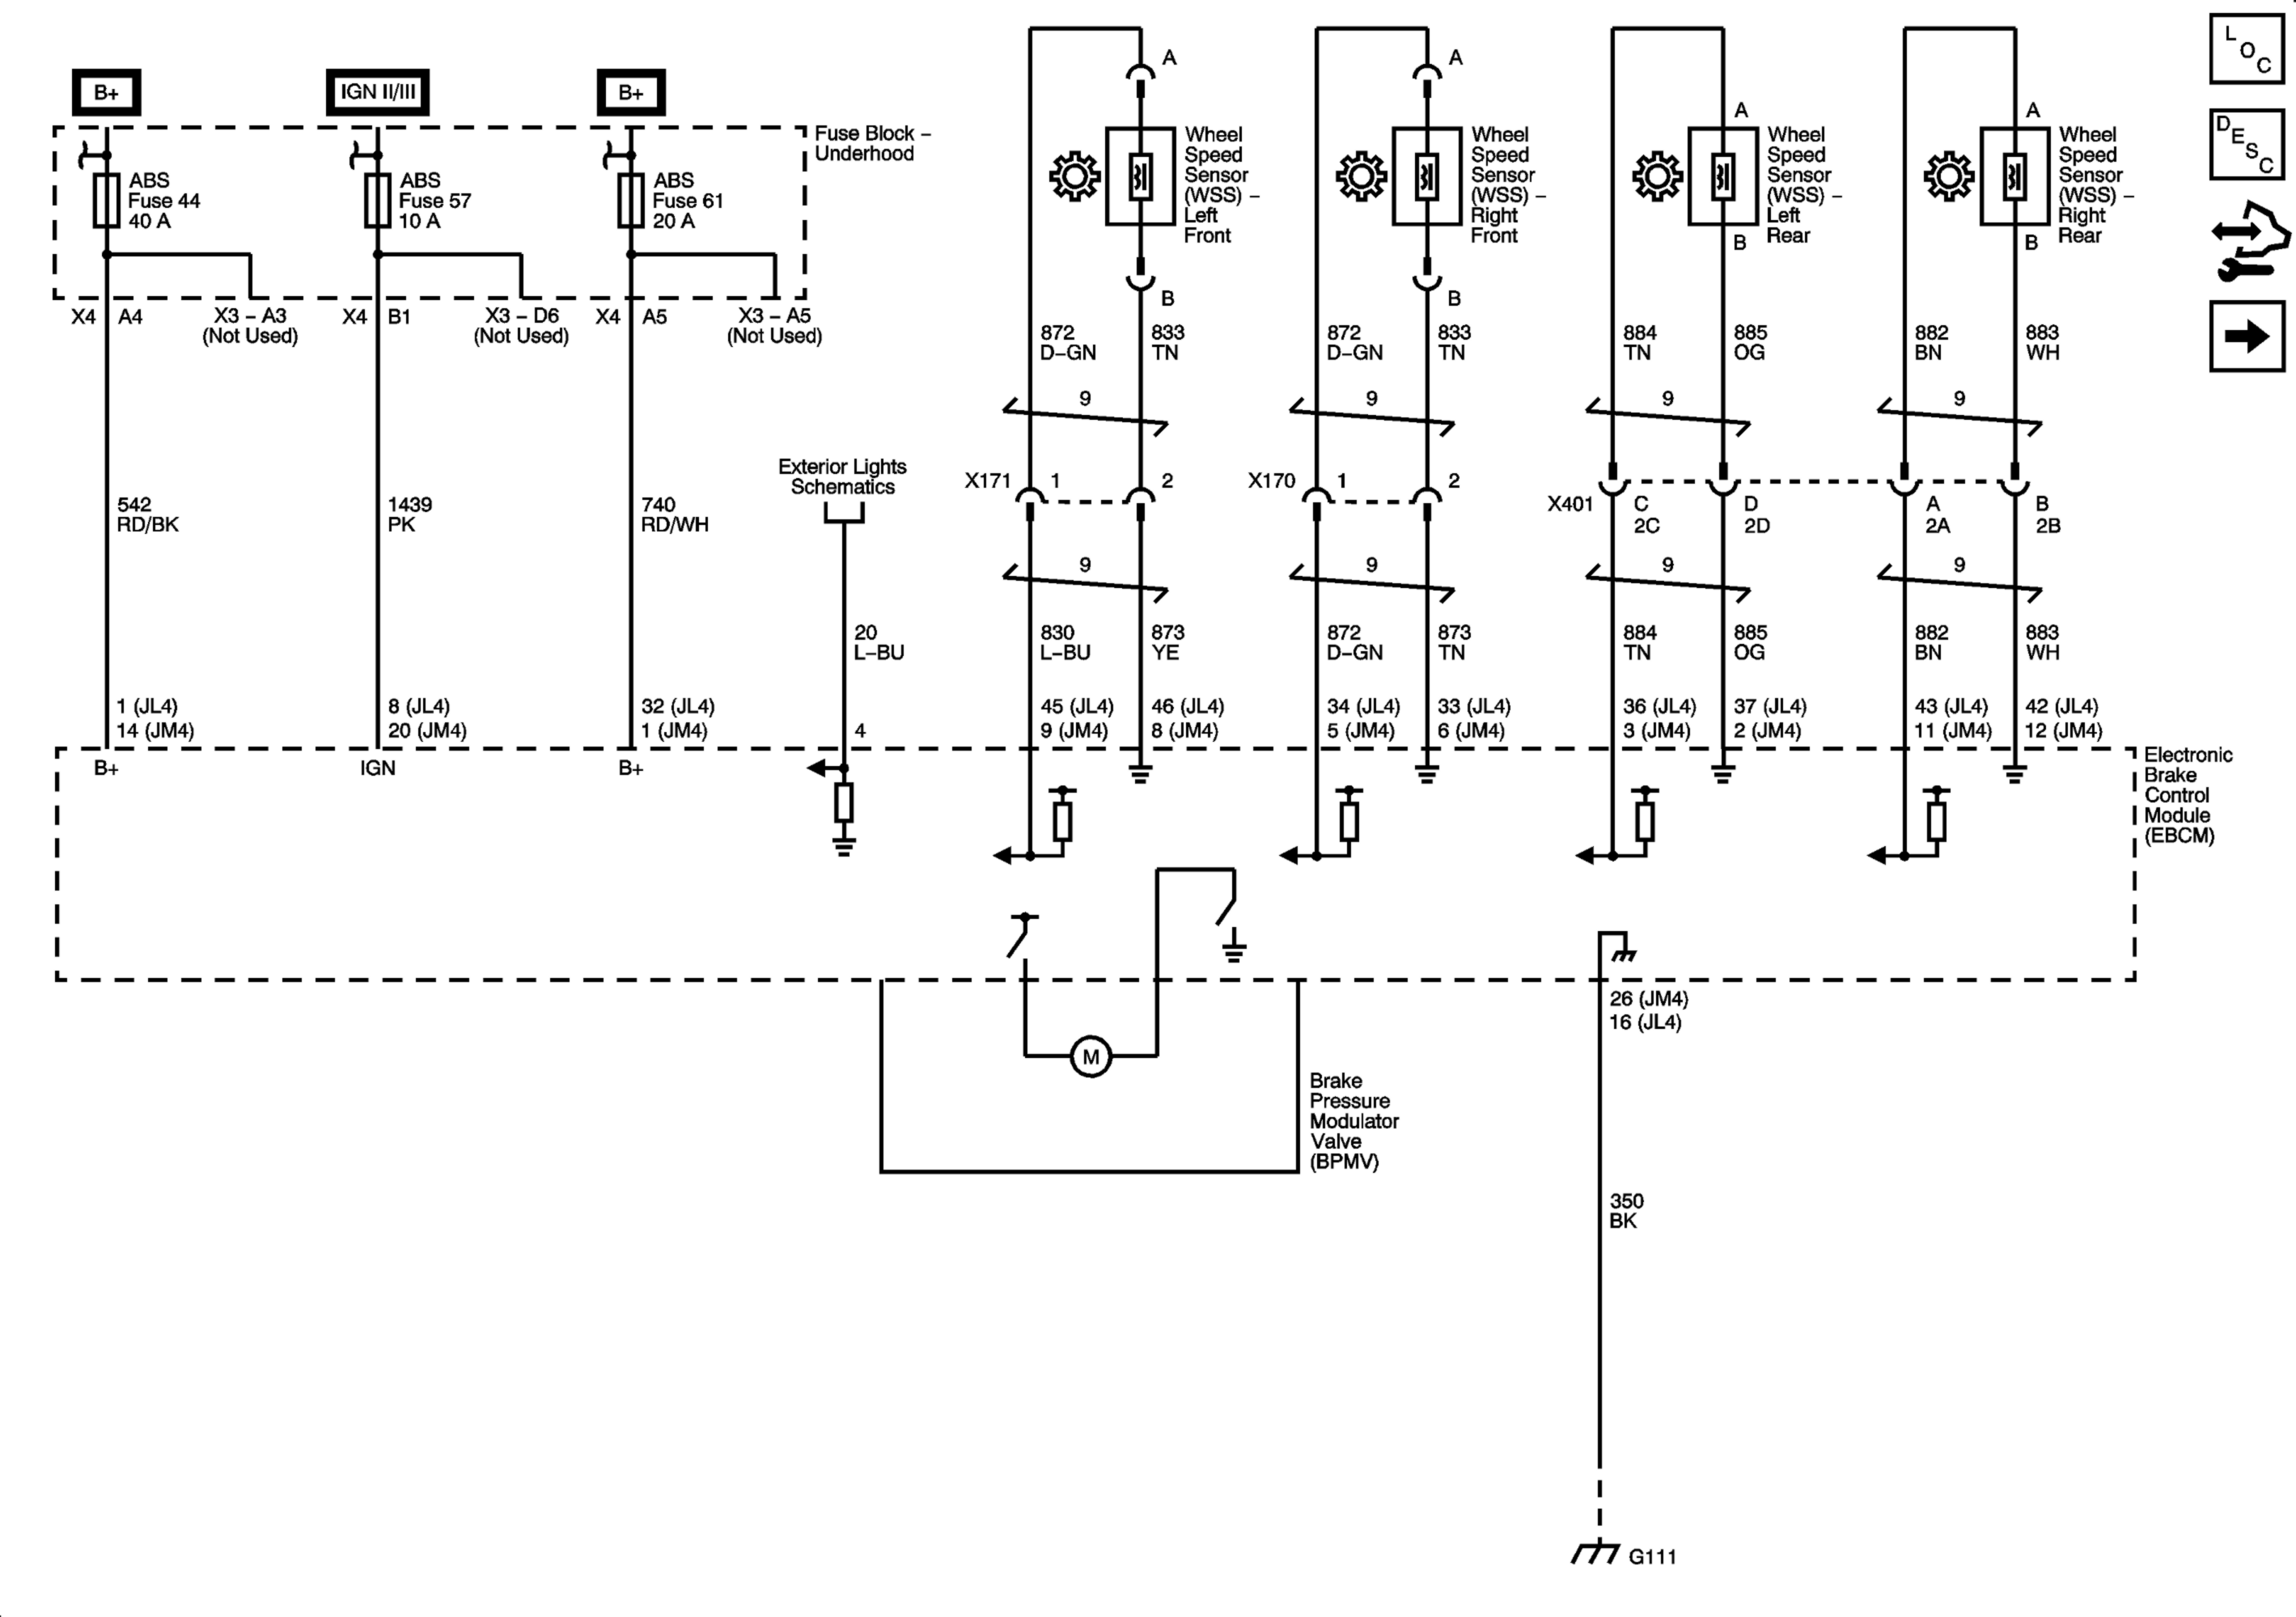 B+
IGN II/III
B+
Fuse Block –
Underhood
ABS
Fuse 44
40 A
ABS
Fuse 57
10 A
ABS
Fuse 61
20 A
X4
A4
X3 – A3
(Not Used)
X4
B1
X3 – D6
(Not Used)
X4
A5
X3 – A5
(Not Used)
542
RD/BK
1439
PK
740
RD/WH
Exterior Lights
Schematics
20
L–BU
1 (JL4)
14 (JM4)
8 (JL4)
20 (JM4)
32 (JL4)
1 (JM4)
4
B+
IGN
B+
A
Wheel
Speed
Sensor
(WSS) –
Left
Front
B
872
D–GN
833
TN
9
X171
1
2
9
830
L–BU
873
YE
45 (JL4)
9 (JM4)
46 (JL4)
8 (JM4)
A
Wheel
Speed
Sensor
(WSS) –
Right
Front
B
872
D–GN
833
TN
9
X170
1
2
9
872
D–GN
873
TN
34 (JL4)
5 (JM4)
33 (JL4)
6 (JM4)
A
Wheel
Speed
Sensor
(WSS) –
Left
Rear
B
884
TN
885
OG
9
X401
C
2C
D
2D
9
884
TN
885
OG
36 (JL4)
3 (JM4)
37 (JL4)
2 (JM4)
A
Wheel
Speed
Sensor
(WSS) –
Right
Rear
B
882
BN
883
WH
9
A
2A
B
2B
9
882
BN
883
WH
43 (JL4)
11 (JM4)
42 (JL4)
12 (JM4)
Electronic
Brake
Control
Module
(EBCM)
M
Brake
Pressure
Modulator
Valve
(BPMV)
26 (JM4)
16 (JL4)
350
BK
G111
LOC
DESC